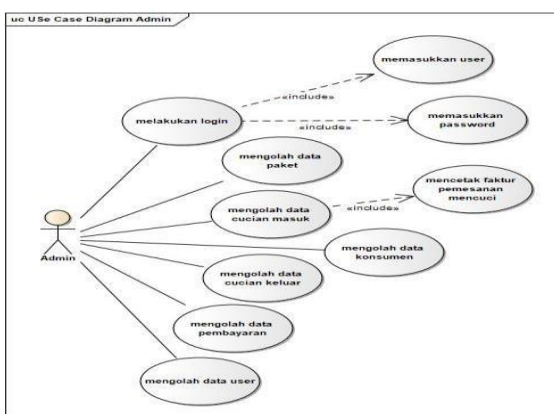 uc USe Case Diagram Admin
memasukkan user
«include»
melakukan login
«include»
memasukkan
password
mengolah data
paket
mengolah data
cucian masuk
«include»
mencetak faktur
pemesanan
mencuci
Admin
mengolah data
konsumen
mengolah data
cucian keluar
mengolah data
pembayaran
mengolah data user